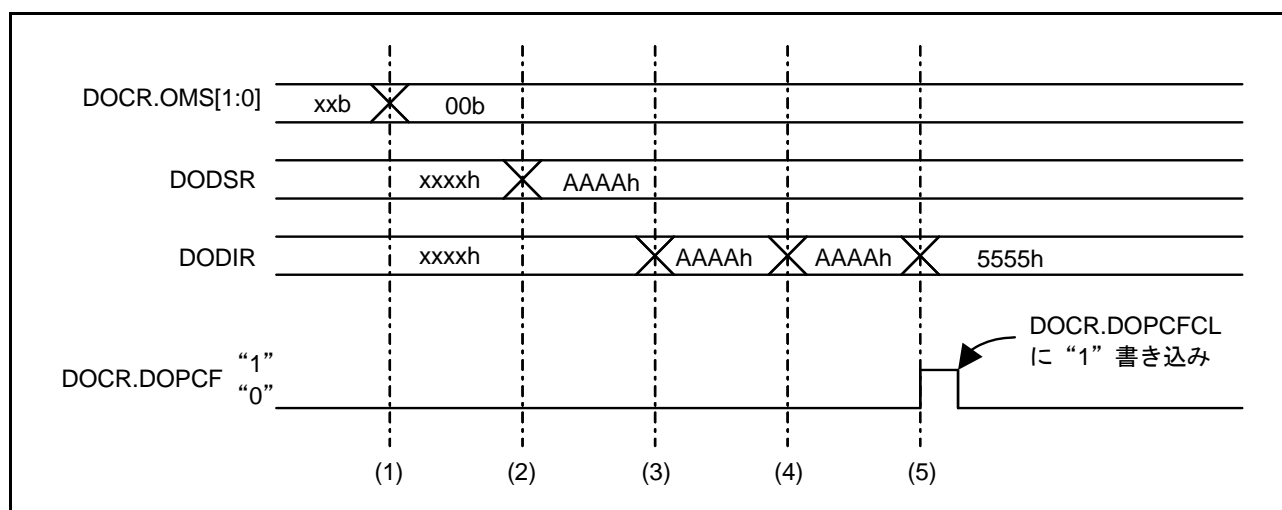 DOCR.OMS[1:0] xxb 00b
DODSR xxxxh AAAAh
DODIR xxxxh AAAAh AAAAh 5555h
DOCR.DOPCFCL
に“1”書き込み
DOCR.DOPCF “1”
“0”
(1) (2) (3) (4) (5)